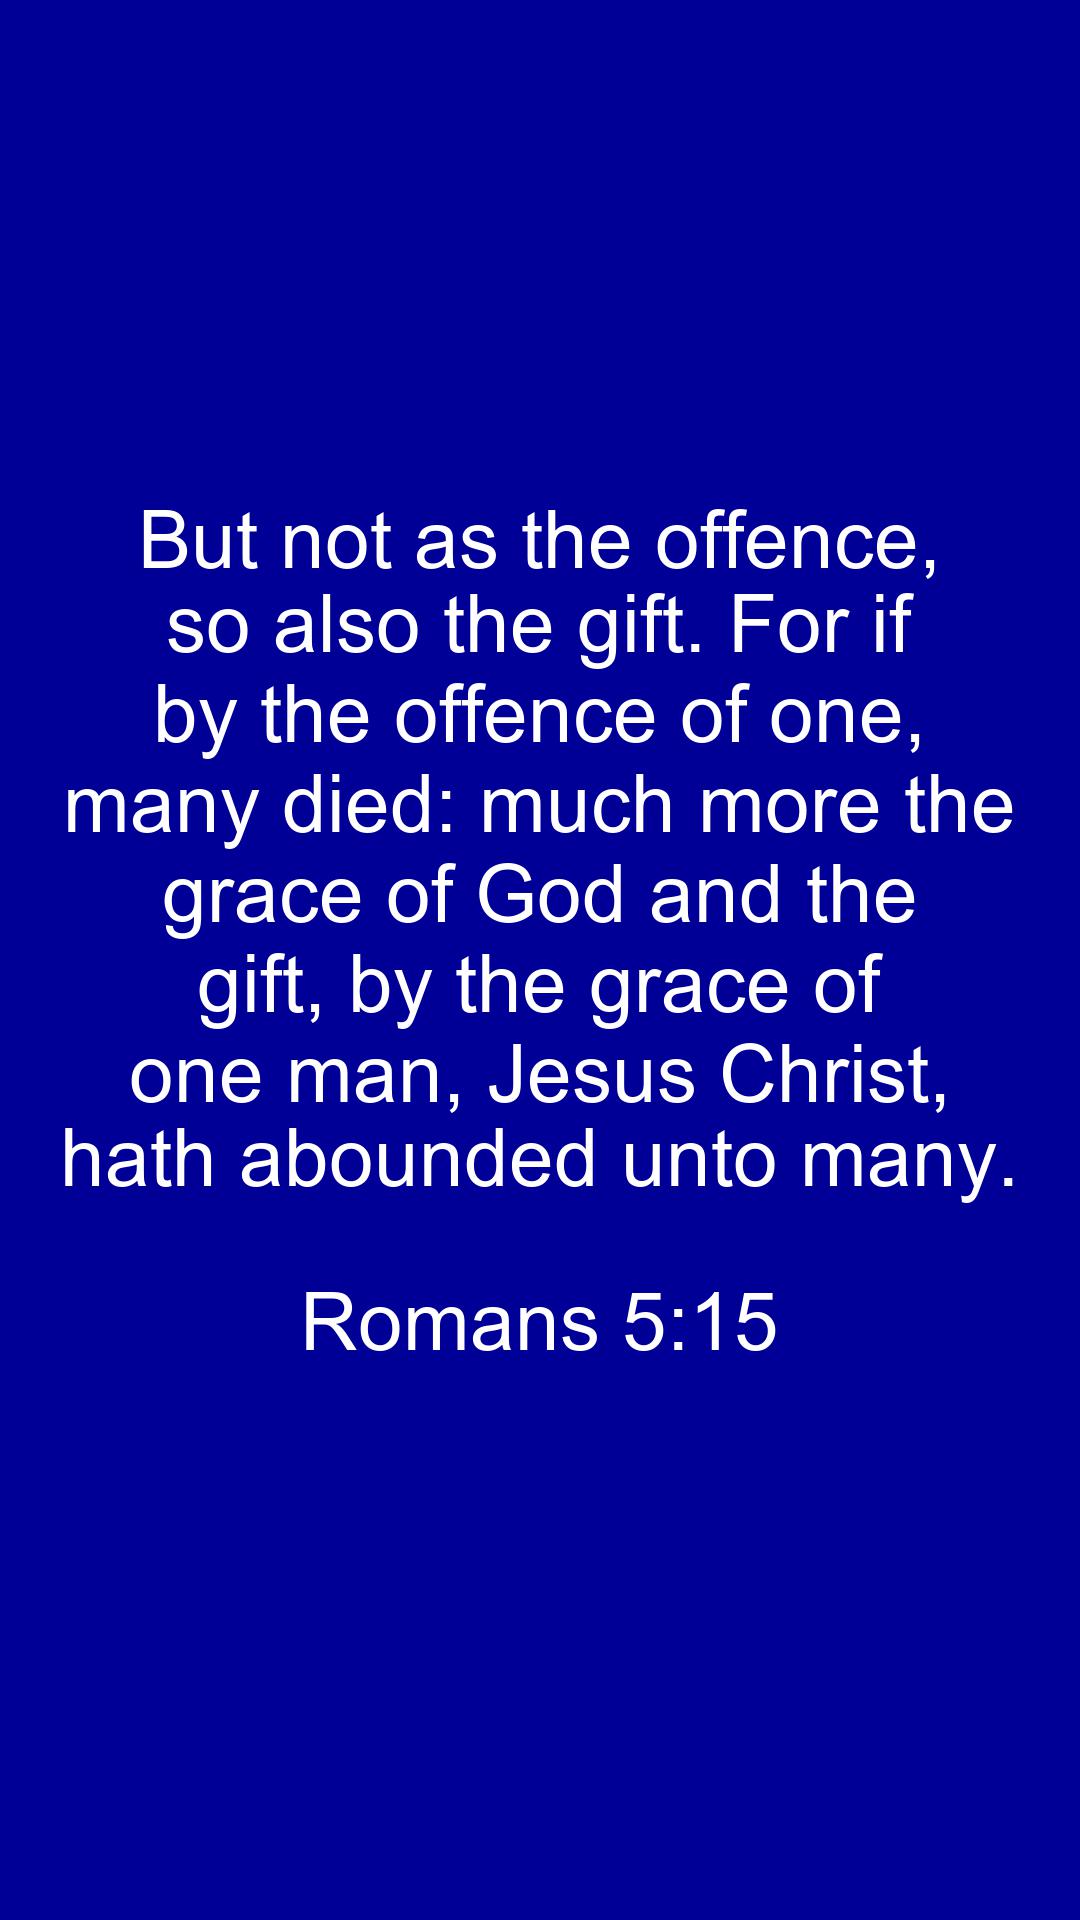 But not as the offence,
so also the gift. For if
by the offence of one,
many died: much more the
grace of God and the
gift, by the grace of
one man, Jesus Christ,
hath abounded unto many.
Romans 5:15